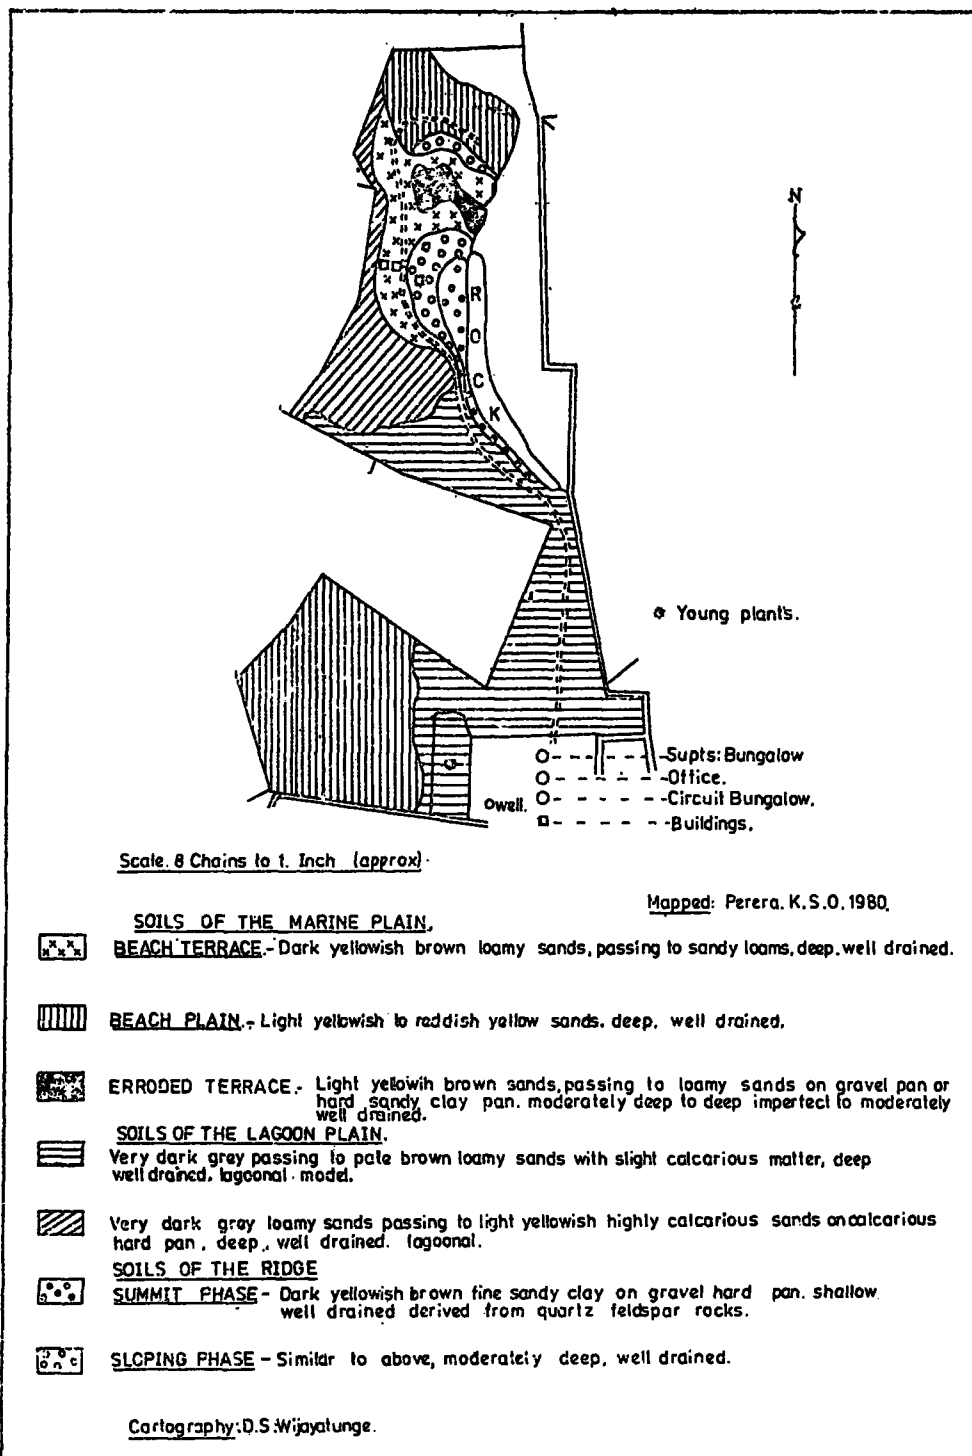 N
R
O
C
K
Young plants.
Supts: Bungalow
Office.
Circuit Bungalow.
Owell.
Buildings.
Scale. 8 Chains to 1. Inch (approx).
Mapped: Perera. K.S.O. 1980.
SOILS OF THE MARINE PLAIN.
BEACH TERRACE.- Dark yellowish brown loamy sands, passing to sandy loams, deep. well drained.
BEACH PLAIN.- Light yellowish to reddish yellow sands. deep. well drained.
ERRODED TERRACE.- Light yellowih brown sands, passing to loamy sands on gravel pan or
hard sandy clay pan. moderately deep to deep imperfect to moderately
well drained.
SOILS OF THE LAGOON PLAIN.
Very dark grey passing to pale brown loamy sands with slight calcarious matter, deep
well drained. lagoonal. model.
Very dark grey loamy sands passing to light yellowish highly calcarious sands on calcarious
hard pan, deep, well drained. lagoonal.
SOILS OF THE RIDGE
SUMMIT PHASE - Dark yellowish brown fine sandy clay on gravel hard pan. shallow
well drained derived from quartz feldspar rocks.
SLOPING PHASE - Similar to above, moderately deep, well drained.
Cartography: D.S. Wijayatunge.